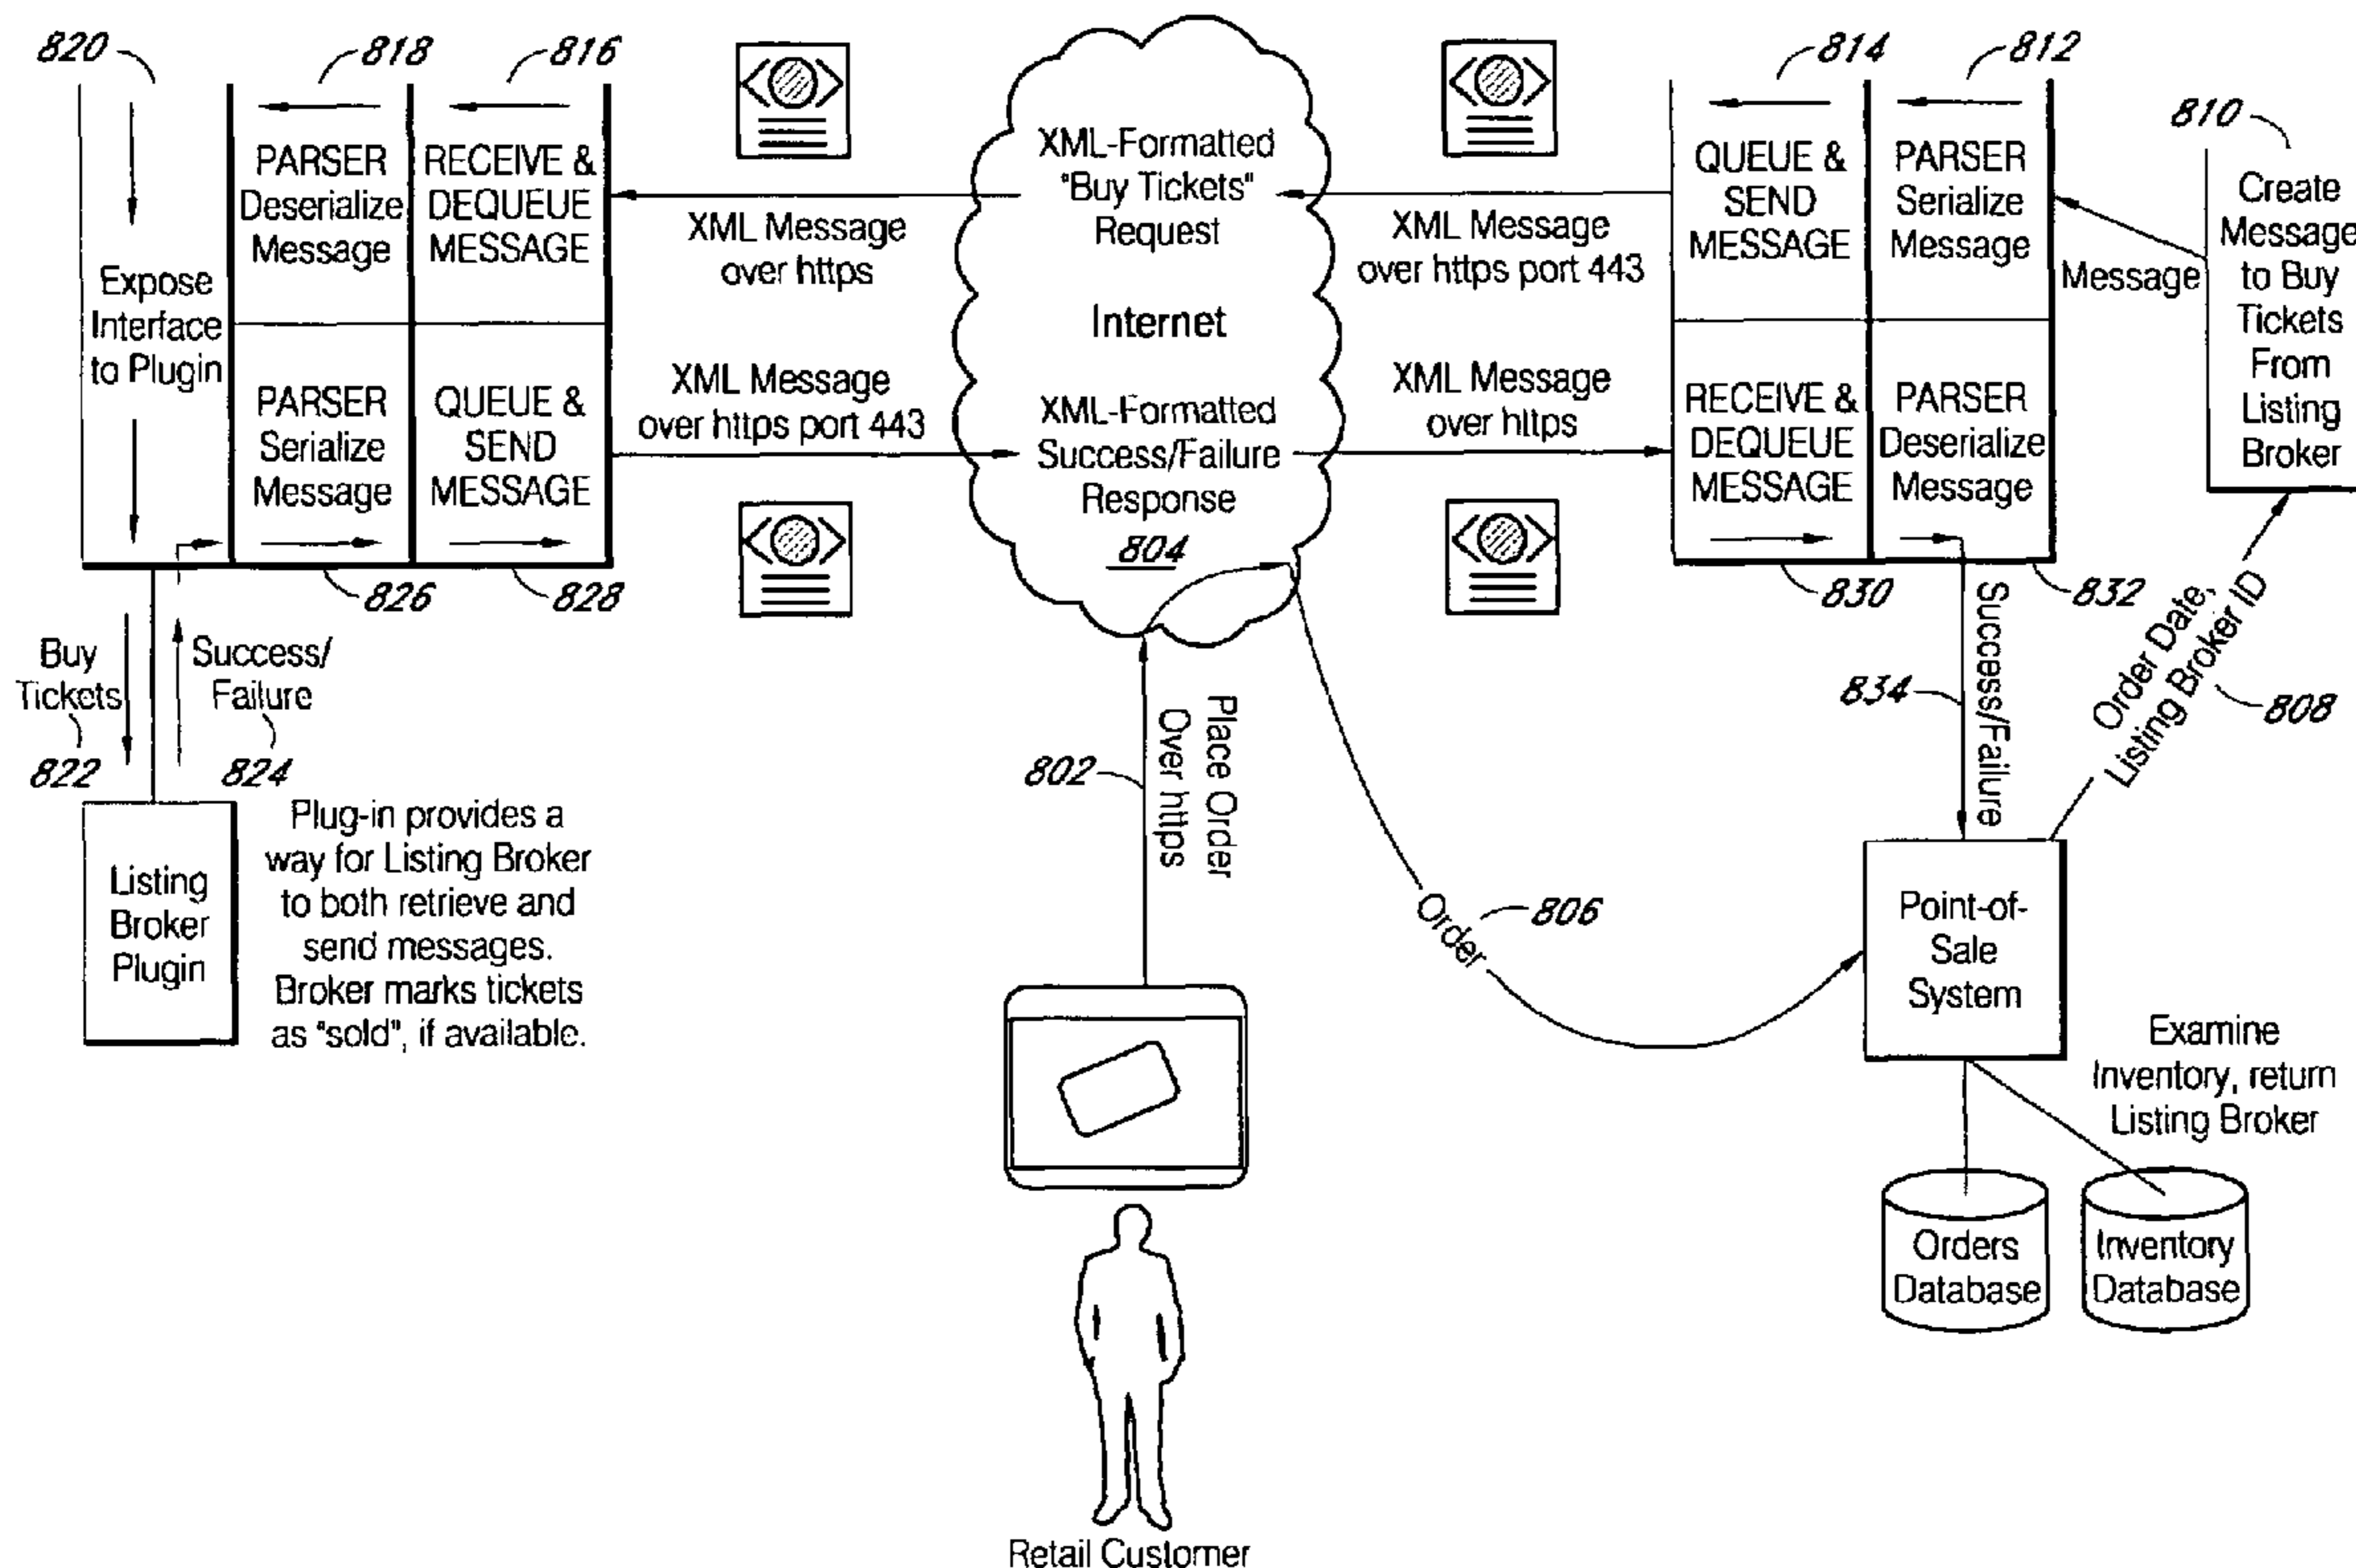 820
818
816
814
812
810
PARSER
Deserialize
Message
RECEIVE &
DEQUEUE
MESSAGE
Expose
Interface
to Plugin
PARSER
Serialize
Message
QUEUE &
SEND
MESSAGE
826
828
XML Message
over https
XML Message
over https port 443
XML-Formatted
"Buy Tickets"
Request
Internet
XML-Formatted
Success/Failure
Response
804
XML Message
over https port 443
XML Message
over https
QUEUE &
SEND
MESSAGE
PARSER
Serialize
Message
RECEIVE &
DEQUEUE
MESSAGE
PARSER
Deserialize
Message
830
832
Message
Create
Message
to Buy
Tickets
From
Listing
Broker
Order Date,
Listing Broker ID
808
Success/Failure
834
Buy
Tickets
822
Success/
Failure
824
Listing
Broker
Plugin
Plug-in provides a
way for Listing Broker
to both retrieve and
send messages.
Broker marks tickets
as "sold", if available.
802
Place Order
Over https
Order
806
Point-of-
Sale
System
Examine
Inventory, return
Listing Broker
Orders
Database
Inventory
Database
Retail Customer